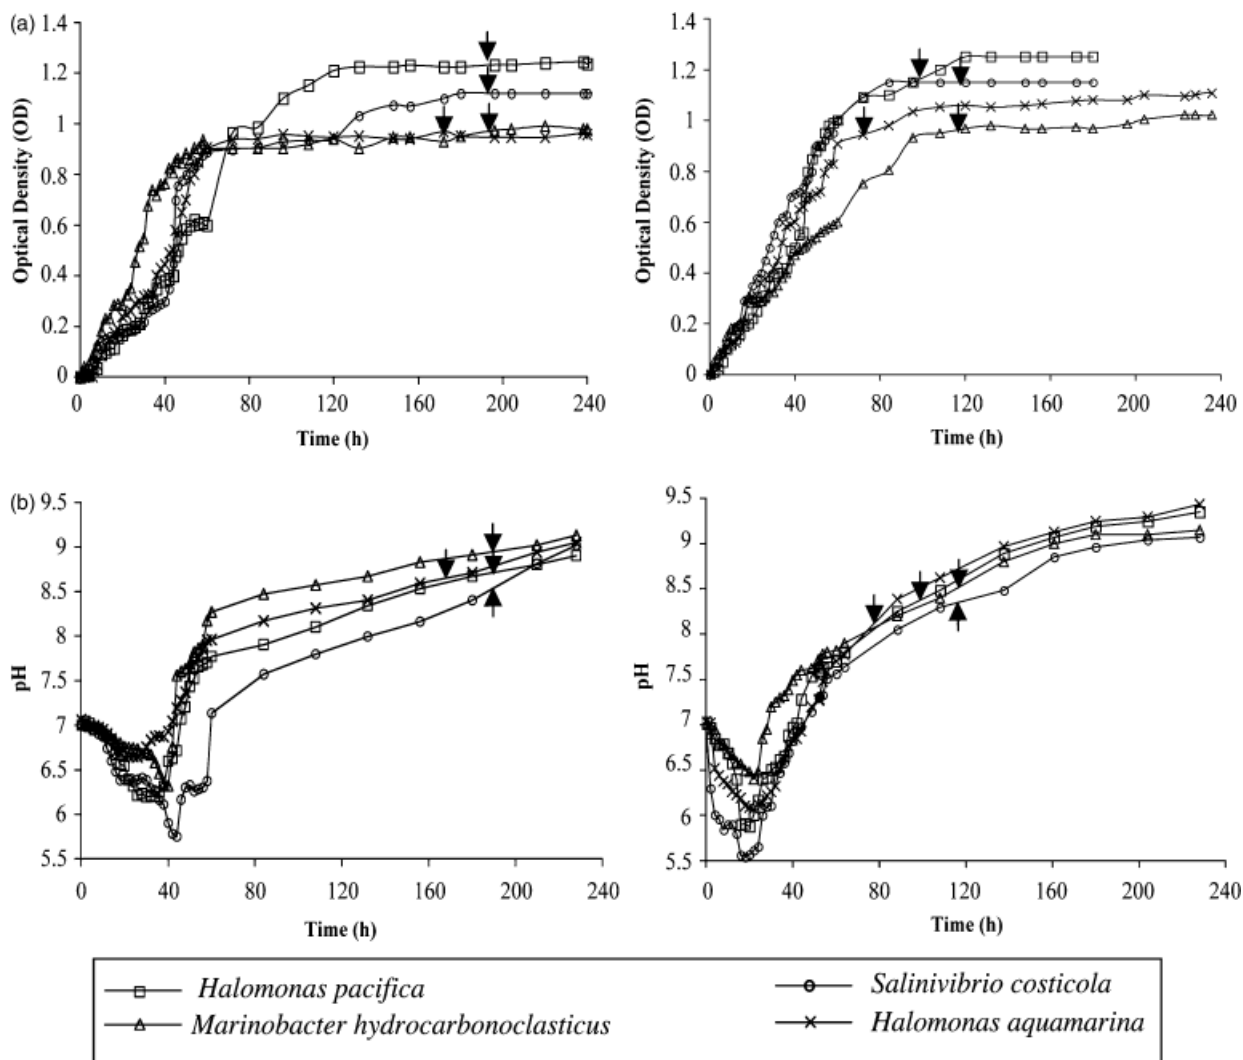 (a)
1.4
1.2
1
0.8
0.6
0.4
0.2
0
Optical Density (OD)
0 40 80 120 160 200 240
Time (h)
1.4
1.2
1.0
0.8
0.6
0.4
0.2
0
Optical Density (OD)
0 40 80 120 160 200 240
Time (h)
(b)
9.5
9
8.5
8
7.5
7
6.5
6
5.5
pH
0 40 80 120 160 200 240
Time (h)
9.5
9
8.5
8
7.5
7
6.5
6
5.5
pH
0 40 80 120 160 200 240
Time (h)
Halomonas pacifica
Salinivibrio costicola
Marinobacter hydrocarbonoclasticus
Halomonas aquamarina